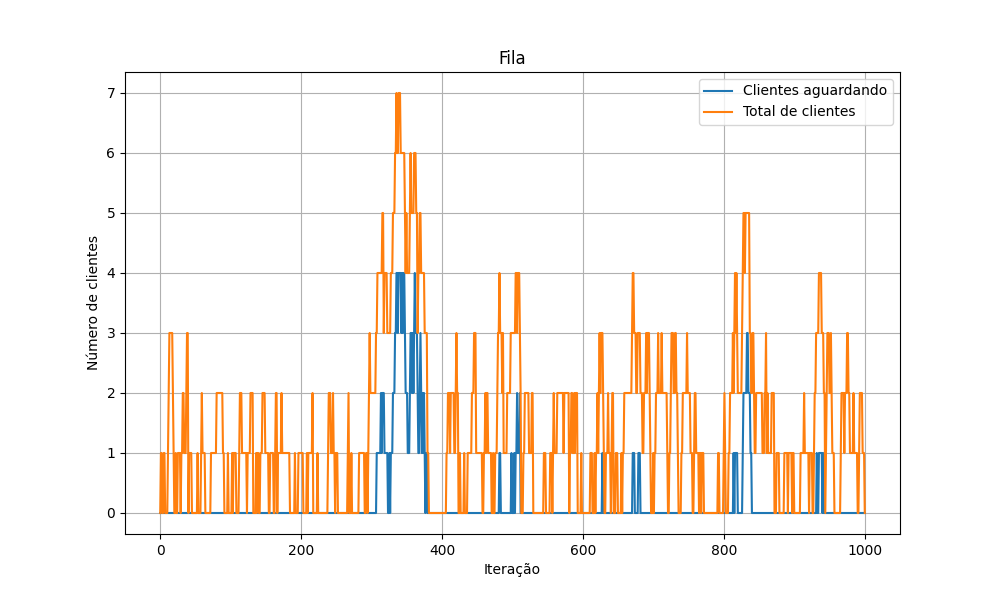 Fila
Clientes aguardando
Total de clientes
7
6
5
4
3
2
1
0
Número de clientes
0 200 400 600 800 1000
Iteração